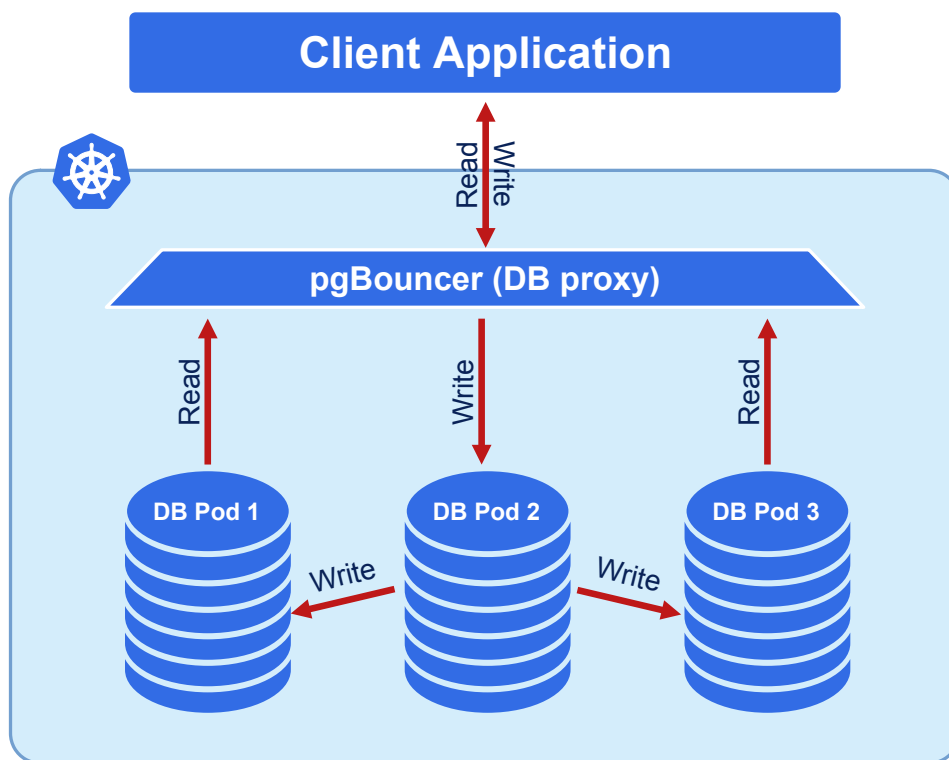 Client Application
Read
Write
pgBouncer (DB proxy)
Read
Write
Read
DB Pod 1
DB Pod 2
DB Pod 3
Write
Write